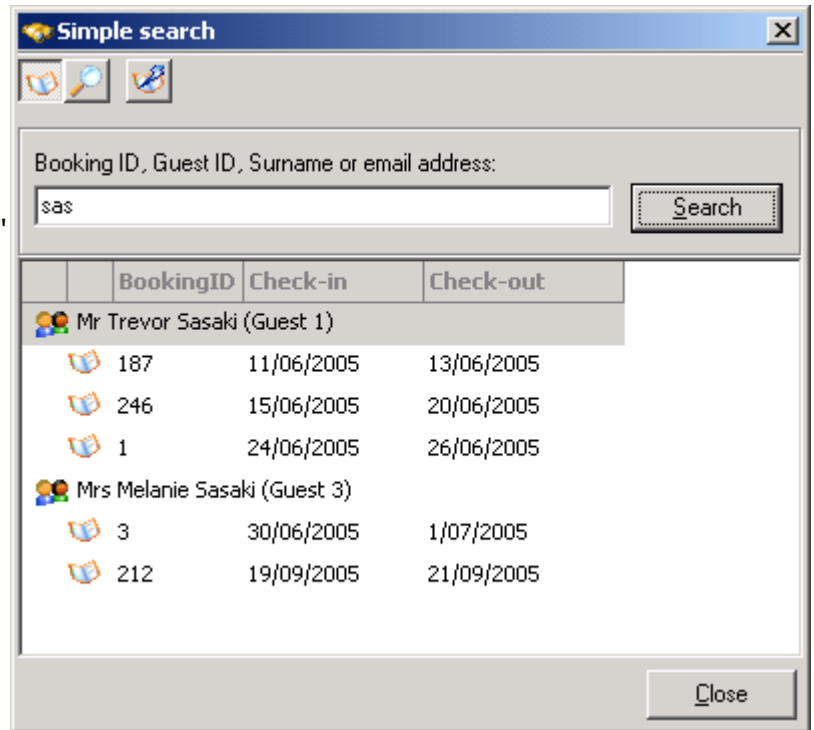 Simple search
Booking ID, Guest ID, Surname or email address:
sas
Search
"
BookingID Check-in Check-out
Mr Trevor Sasaki (Guest 1)
187 11/06/2005 13/06/2005
246 15/06/2005 20/06/2005
1 24/06/2005 26/06/2005
Mrs Melanie Sasaki (Guest 3)
3 30/06/2005 1/07/2005
212 19/09/2005 21/09/2005
Close